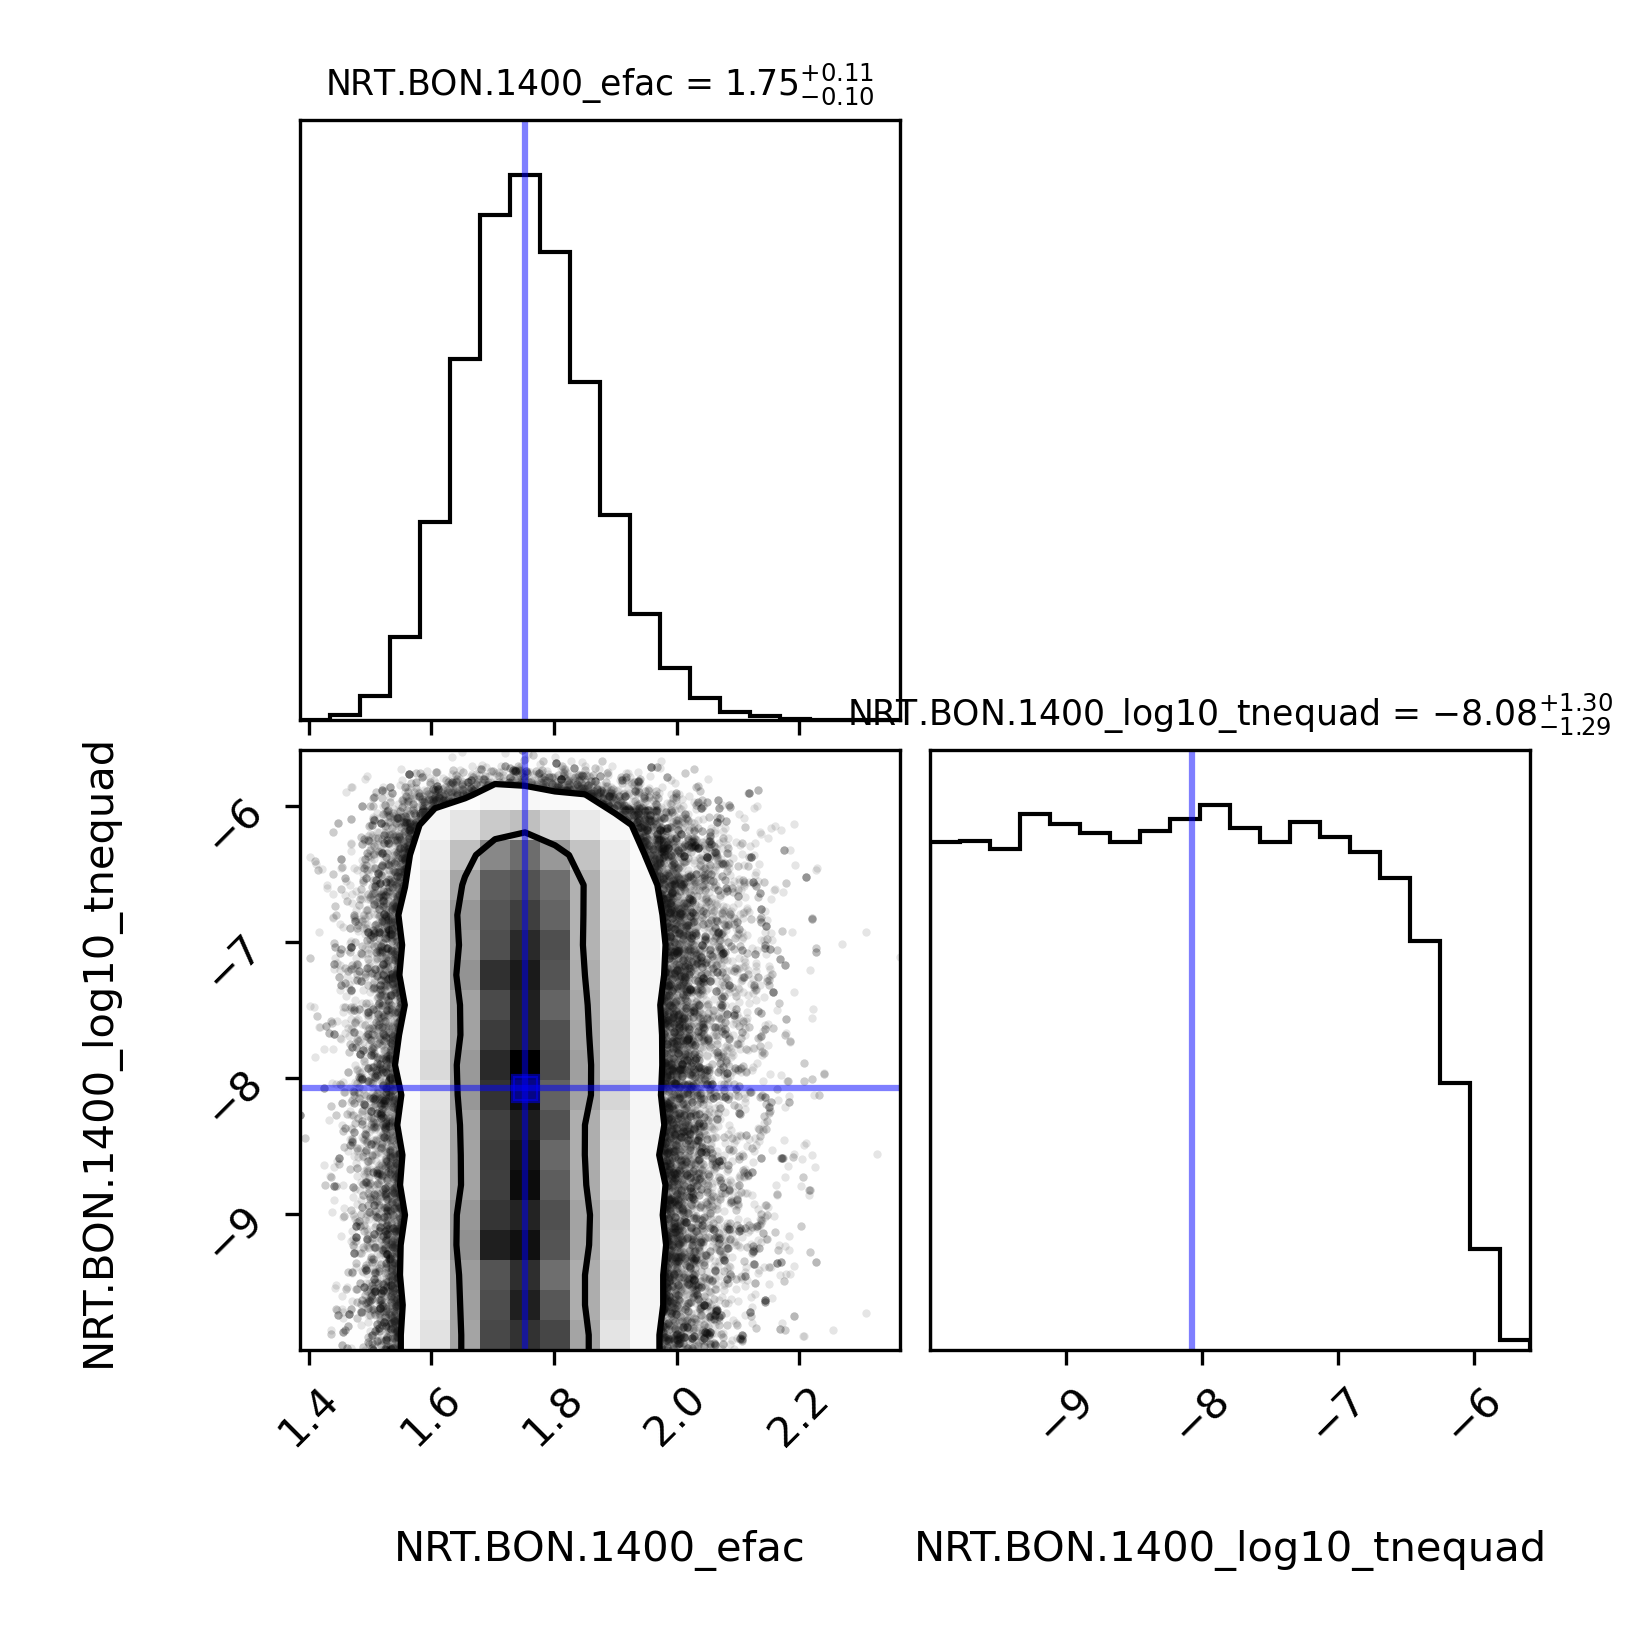 NRT.BON.1400_efac = 1.75+0.11 −0.10
NRT.BON.1400_log10_tnequad = −8.08+1.30 −1.29
NRT.BON.1400_log10_tnequad
−6
−7
−8
−9
1.4
1.6
1.8
2.0
2.2
−9
−8
−7
−6
NRT.BON.1400_efac
NRT.BON.1400_log10_tnequad